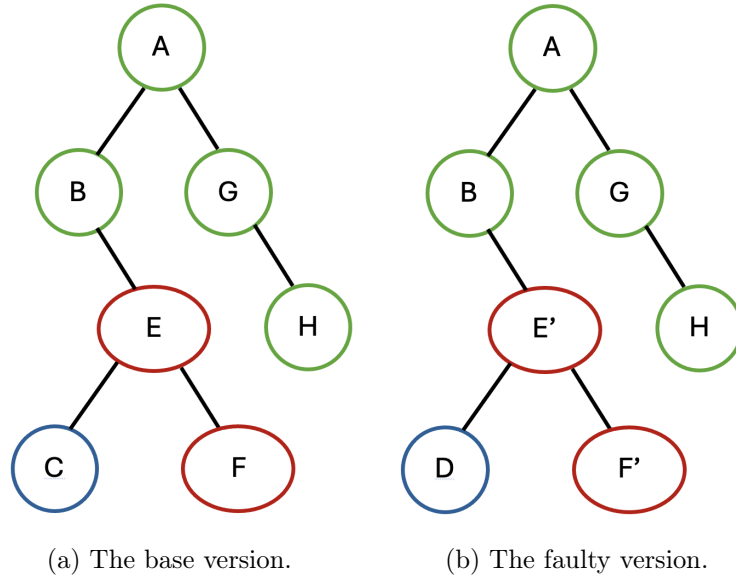 A
B
G
E
H
C
F
(a) The base version.
A
B
G
E’
H
D
F’
(b) The faulty version.